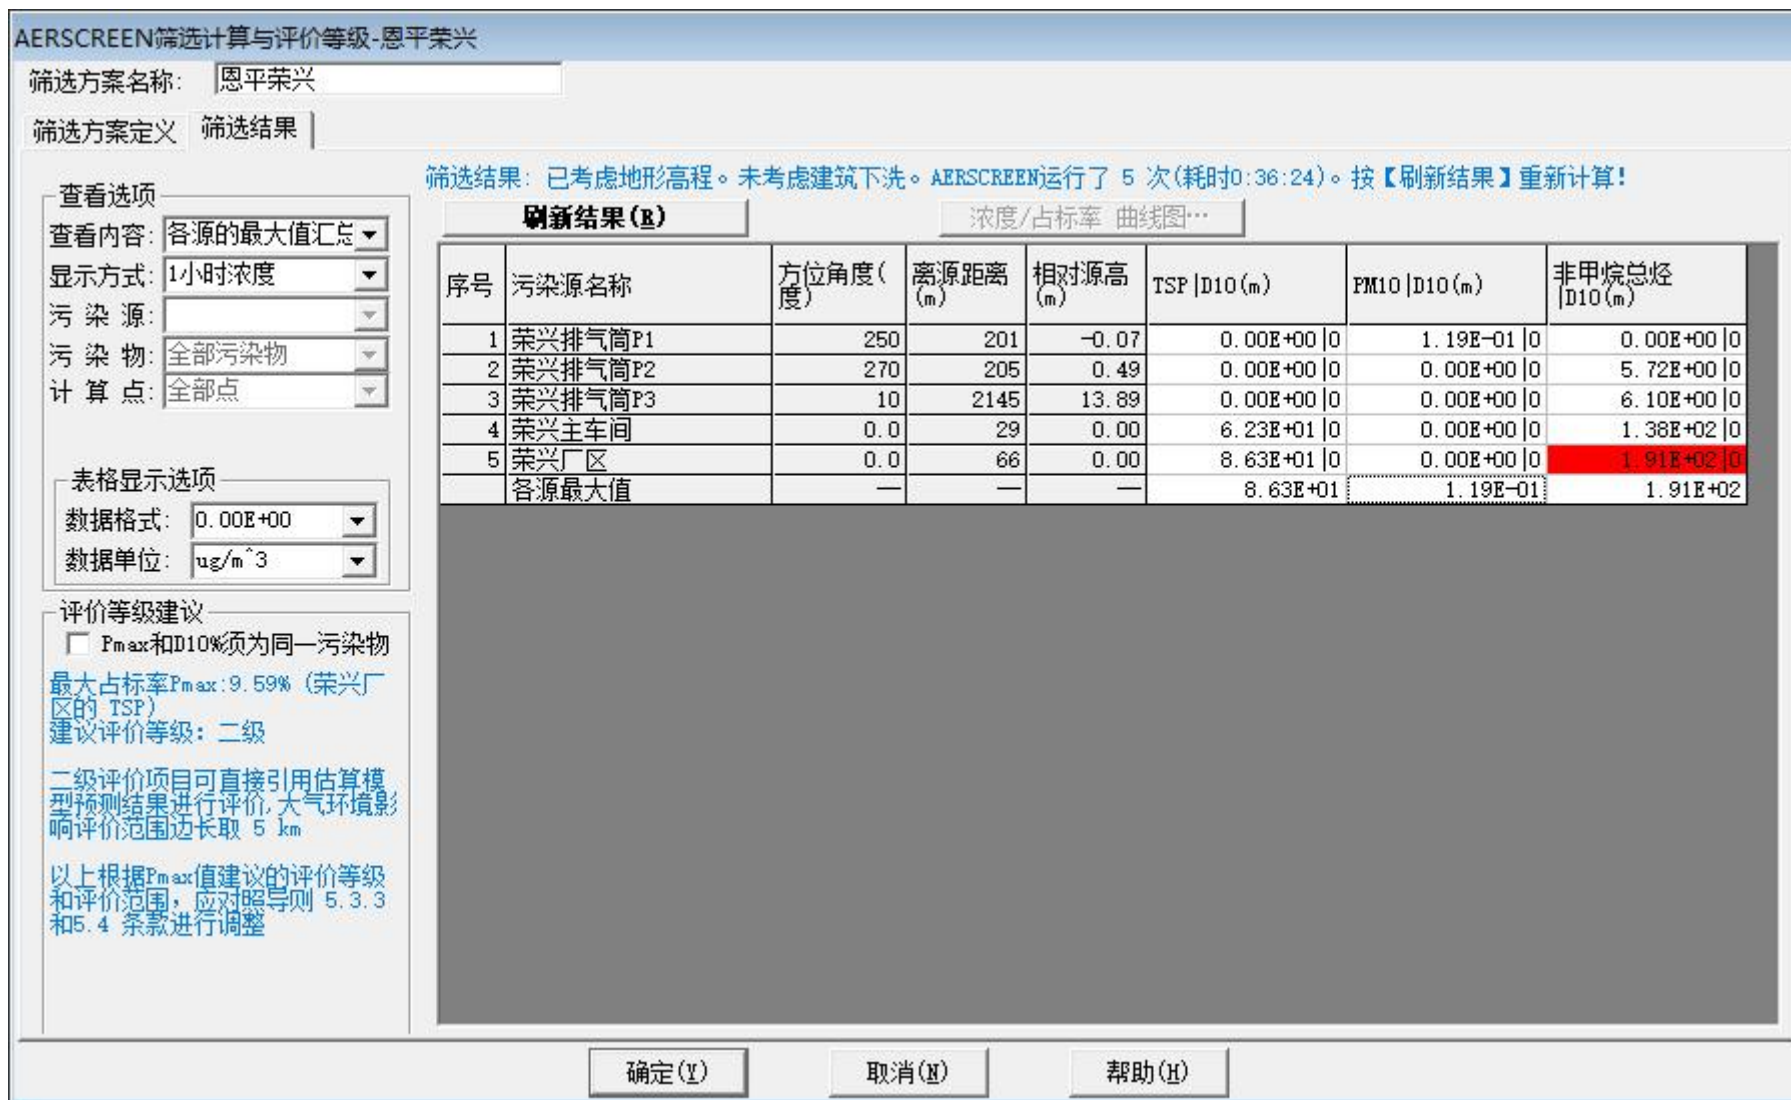 AERSCREEN筛选计算与评价等级-恩平荣兴
筛选方案名称: 恩平荣兴
筛选方案定义 筛选结果
筛选结果: 已考虑地形高程。未考虑建筑下洗。AERSCREEN运行了 5 次(耗时0:36:24)。按【刷新结果】重新计算!
刷新结果(R) 浓度/占标率 曲线图…
查看选项
查看内容: 各源的最大值汇总
显示方式: 1小时浓度
污 染 源:
污 染 物: 全部污染物
计 算 点: 全部点
表格显示选项
数据格式: 0.00E+00
数据单位: ug/m^3
评价等级建议
Pmax和D10%须为同一污染物
最大占标率Pmax:9.59% (荣兴厂
区的 TSP)
建议评价等级: 二级
二级评价项目可直接引用估算模
型预测结果进行评价,大气环境影
响评价范围边长取 5 km
以上根据Pmax值建议的评价等级
和评价范围, 应对照导则 5.3.3
和5.4 条款进行调整
序号 污染源名称 方位角度(度) 离源距离(m) 相对源高(m) TSP|D10(m) PM10|D10(m) 非甲烷总烃|D10(m)
1 荣兴排气筒P1 250 201 -0.07 0.00E+00|0 1.19E-01|0 0.00E+00|0
2 荣兴排气筒P2 270 205 0.49 0.00E+00|0 0.00E+00|0 5.72E+00|0
3 荣兴排气筒P3 10 2145 13.89 0.00E+00|0 0.00E+00|0 6.10E+00|0
4 荣兴主车间 0.0 29 0.00 6.23E+01|0 0.00E+00|0 1.38E+02|0
5 荣兴厂区 0.0 66 0.00 8.63E+01|0 0.00E+00|0 1.91E+02|0
各源最大值 — — — 8.63E+01 1.19E-01 1.91E+02
确定(Y) 取消(N) 帮助(H)